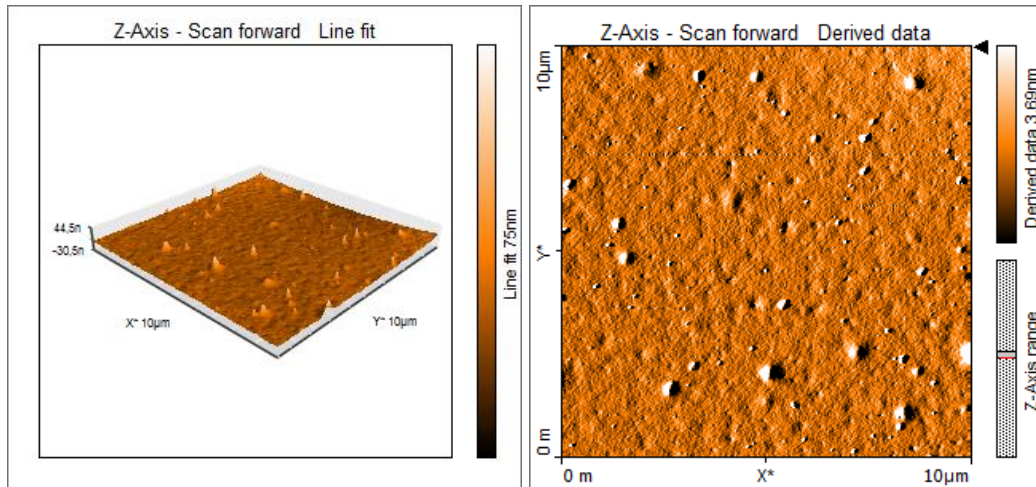 Z-Axis - Scan forward Line fit
44,5n
-30,5n
X* 10µm
Y* 10µm
Line fit 75nm
Z-Axis - Scan forward Derived data
10µm
Y*
0 m
0 m
X*
10µm
Derived data 3,69nm
Z-Axis range